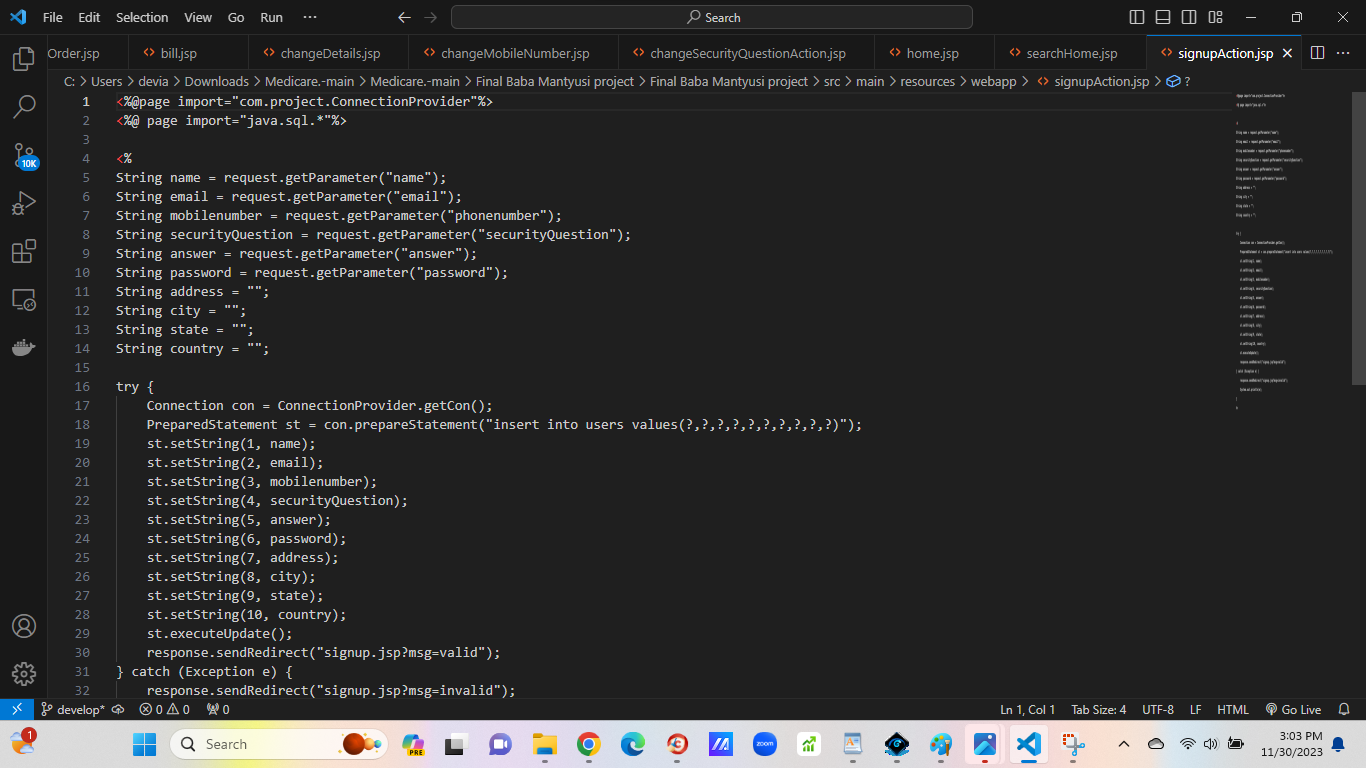 File Edit Selection View Go Run ··· Search
Order.jsp bill.jsp changeDetails.jsp changeMobileNumber.jsp changeSecurityQuestionAction.jsp home.jsp searchHome.jsp signupAction.jsp
C: > Users > devia > Downloads > Medicare.-main > Medicare.-main > Final Baba Mantyusi project > Final Baba Mantyusi project > src > main > resources > webapp > signupAction.jsp > ?
1 <%@page import="com.project.ConnectionProvider"%>
2 <%@ page import="java.sql.*"%>
3
4 <%
5 String name = request.getParameter("name");
6 String email = request.getParameter("email");
7 String mobilenumber = request.getParameter("phonenumber");
8 String securityQuestion = request.getParameter("securityQuestion");
9 String answer = request.getParameter("answer");
10 String password = request.getParameter("password");
11 String address = "";
12 String city = "";
13 String state = "";
14 String country = "";
15
16 try {
17 Connection con = ConnectionProvider.getCon();
18 PreparedStatement st = con.prepareStatement("insert into users values(?,?,?,?,?,?,?,?,?,?)");
19 st.setString(1, name);
20 st.setString(2, email);
21 st.setString(3, mobilenumber);
22 st.setString(4, securityQuestion);
23 st.setString(5, answer);
24 st.setString(6, password);
25 st.setString(7, address);
26 st.setString(8, city);
27 st.setString(9, state);
28 st.setString(10, country);
29 st.executeUpdate();
30 response.sendRedirect("signup.jsp?msg=valid");
31 } catch (Exception e) {
32 response.sendRedirect("signup.jsp?msg=invalid");
10K
develop* 0 0 0 Ln 1, Col 1 Tab Size: 4 UTF-8 LF HTML Go Live
1 Search PRE zoom 3:03 PM
11/30/2023